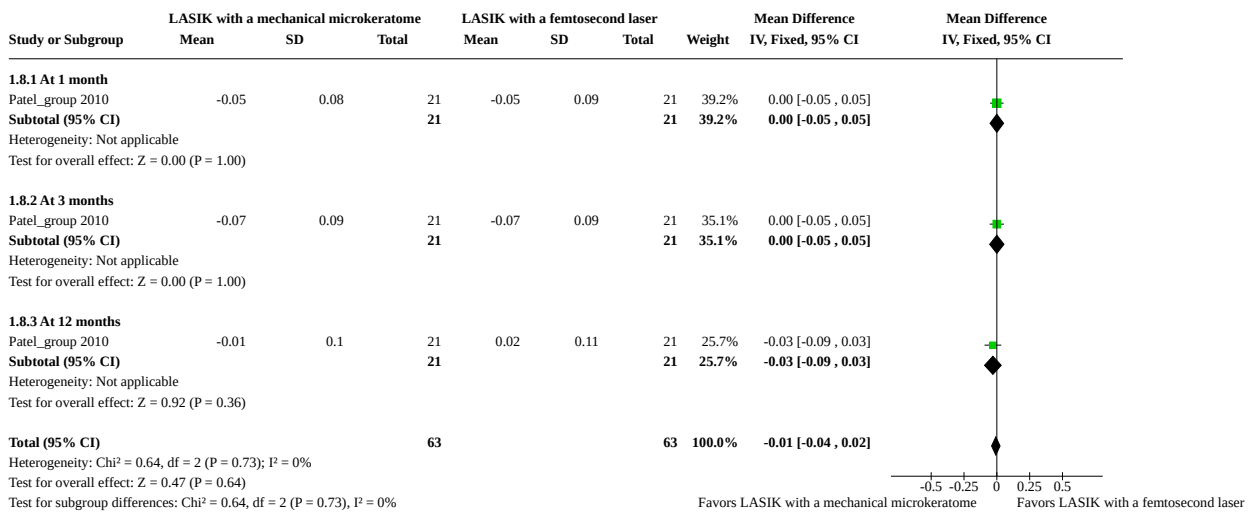 LASIK with a mechanical microkeratome LASIK with a femtosecond laser Mean Difference Mean Difference
Study or Subgroup Mean SD Total Mean SD Total Weight IV, Fixed, 95% CI IV, Fixed, 95% CI
1.8.1 At 1 month
Patel_group 2010 -0.05 0.08 21 -0.05 0.09 21 39.2% 0.00 [-0.05 , 0.05]
Subtotal (95% CI) 21 21 39.2% 0.00 [-0.05 , 0.05]
Heterogeneity: Not applicable
Test for overall effect: Z = 0.00 (P = 1.00)
1.8.2 At 3 months
Patel_group 2010 -0.07 0.09 21 -0.07 0.09 21 35.1% 0.00 [-0.05 , 0.05]
Subtotal (95% CI) 21 21 35.1% 0.00 [-0.05 , 0.05]
Heterogeneity: Not applicable
Test for overall effect: Z = 0.00 (P = 1.00)
1.8.3 At 12 months
Patel_group 2010 -0.01 0.1 21 0.02 0.11 21 25.7% -0.03 [-0.09 , 0.03]
Subtotal (95% CI) 21 21 25.7% -0.03 [-0.09 , 0.03]
Heterogeneity: Not applicable
Test for overall effect: Z = 0.92 (P = 0.36)
Total (95% CI) 63 63 100.0% -0.01 [-0.04 , 0.02]
Heterogeneity: Chi² = 0.64, df = 2 (P = 0.73); I² = 0%
Test for overall effect: Z = 0.47 (P = 0.64) -0.5 -0.25 0 0.25 0.5
Test for subgroup differences: Chi² = 0.64, df = 2 (P = 0.73), I² = 0% Favors LASIK with a mechanical microkeratome Favors LASIK with a femtosecond laser